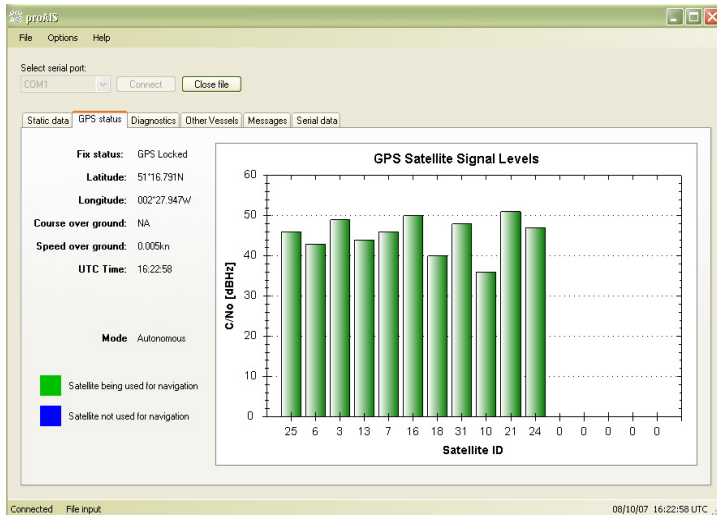 proAIS
File Options Help
Select serial port:
COM1 Connect Close file
Static data GPS status Diagnostics Other Vessels Messages Serial data
Fix status: GPS Locked
Latitude: 51°16.791N
Longitude: 002°27.947W
Course over ground: NA
Speed over ground: 0.005kn
UTC Time: 16:22:58
Mode Autonomous
Satellite being used for navigation
Satellite not used for navigation
GPS Satellite Signal Levels
C/No [dBHz]
60
50
40
30
20
10
0
25 6 3 13 7 16 18 31 10 21 24 0 0 0 0 0
Satellite ID
Connected File input 08/10/07 16:22:58 UTC